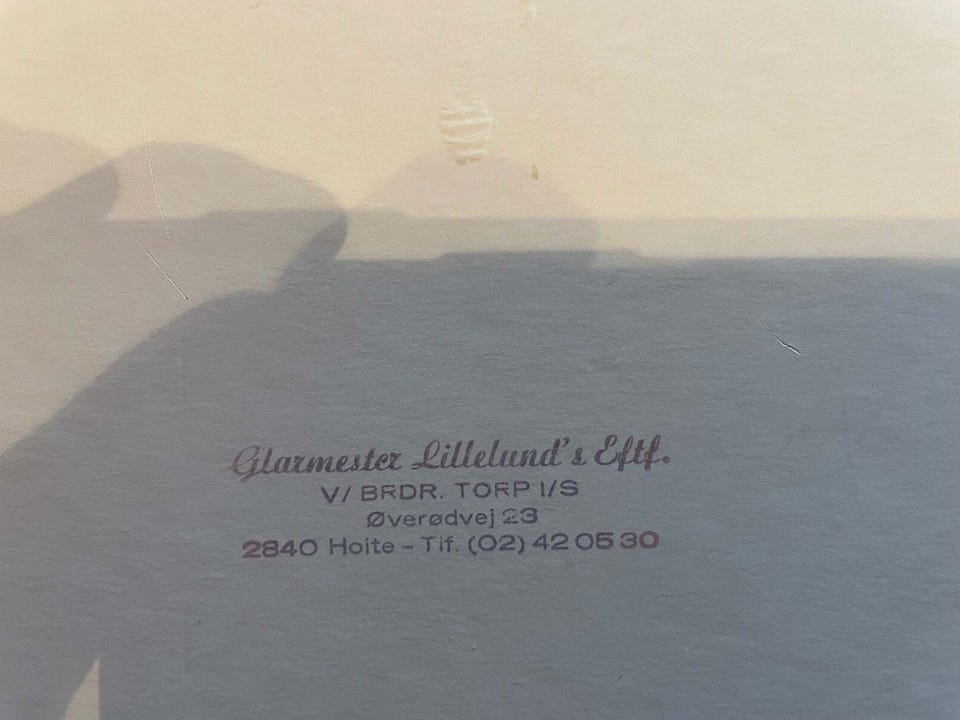 Glarmester Lillelund's Eftf.
V/ BRDR. TORP I/S
Øverødvej 23
2840 Holte - Tlf. (02) 42 05 30